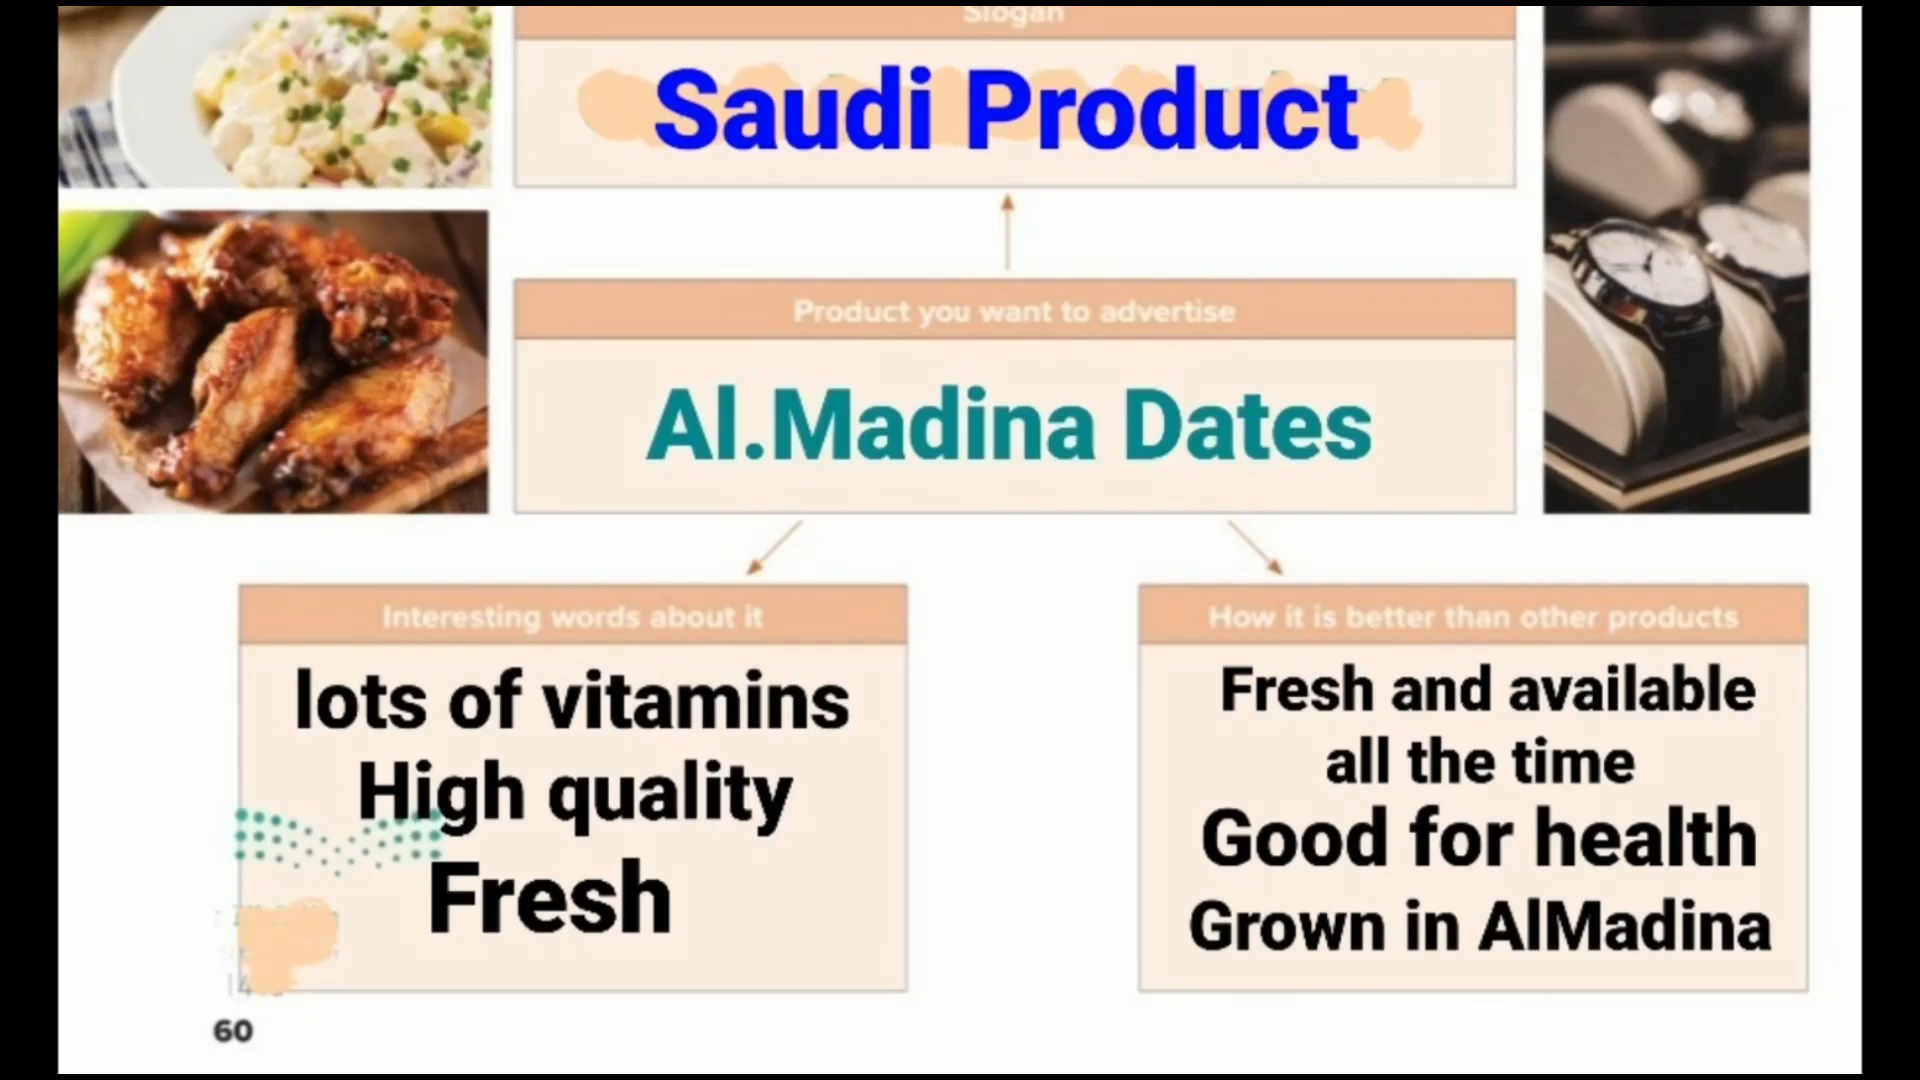 Slogan
Saudi Product
Product you want to advertise
Al.Madina Dates
Interesting words about it
lots of vitamins
High quality
Fresh
How it is better than other products
Fresh and available
all the time
Good for health
Grown in AlMadina
60